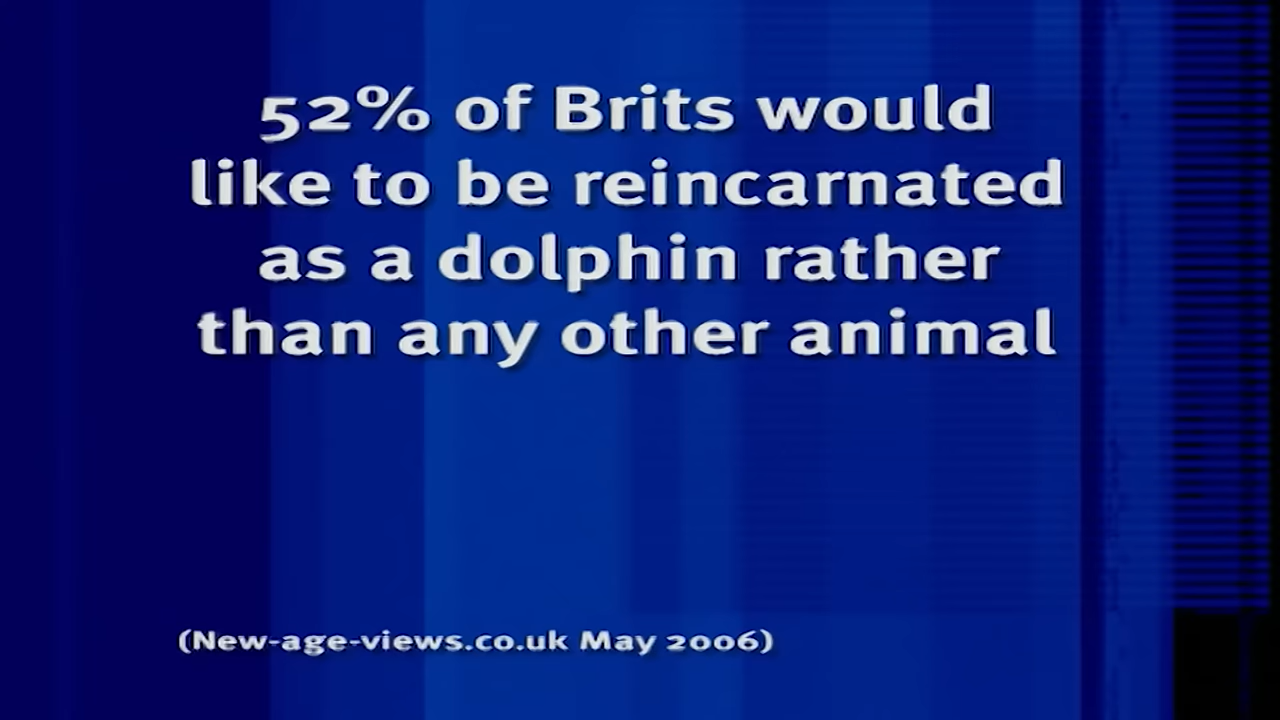 52% of Brits would
like to be reincarnated
as a dolphin rather
than any other animal
(New-age-views.co.uk May 2006)